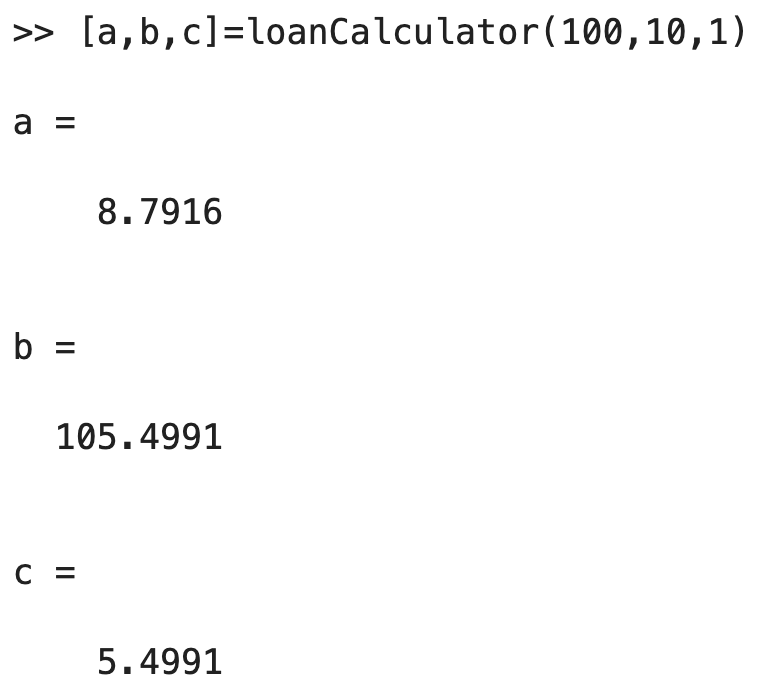 >> [a,b,c]=loanCalculator(100,10,1)
a =
8.7916
b =
105.4991
c =
5.4991